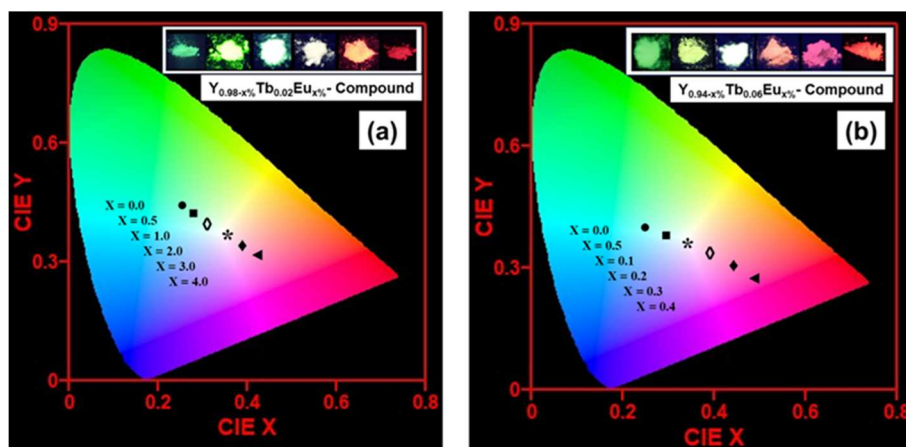 0.9
0.6
0.3
0
0
0.2
0.4
0.6
0.8
CIE Y
CIE X
Y0.98-x%Tb0.02Eux%- Compound
(a)
X = 0.0
X = 0.5
X = 1.0
X = 2.0
X = 3.0
X = 4.0
0.9
0.6
0.3
0
0
0.2
0.4
0.6
0.8
CIE Y
CIE X
Y0.94-x%Tb0.06Eux%- Compound
(b)
X = 0.0
X = 0.5
X = 0.1
X = 0.2
X = 0.3
X = 0.4